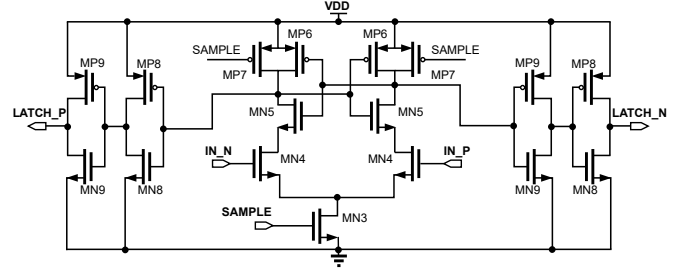 VDD
MP9
MP8
SAMPLE
MP7
MP6
MP6
SAMPLE
MP7
MP9
MP8
LATCH_P
MN5
MN5
LATCH_N
IN_N
MN4
MN4
IN_P
MN9
MN8
MN9
MN8
SAMPLE
MN3